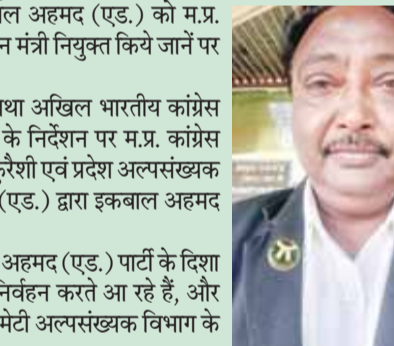 ल अहमद (एड.) को म.प्र.
न मंत्री नियुक्त किये जानें पर
था अखिल भारतीय कांग्रेस
के निर्देशन पर म.प्र. कांग्रेस
कुरैशी एवं प्रदेश अल्पसंख्यक
(एड.) द्वारा इकबाल अहमद
अहमद (एड.) पार्टी के दिशा
निर्वहन करते आ रहे हैं, और
मेटी अल्पसंख्यक विभाग के